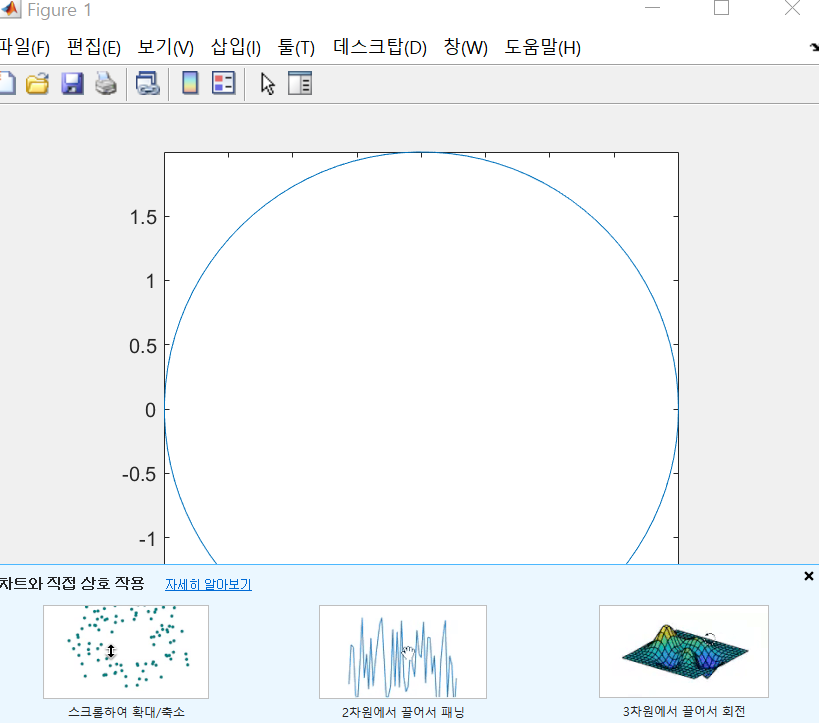 Figure 1
파일(F) 편집(E) 보기(V) 삽입(I) 툴(T) 데스크탑(D) 창(W) 도움말(H)
1.5
1
0.5
0
-0.5
-1
차트와 직접 상호 작용 자세히 알아보기
스크롤하여 확대/축소
2차원에서 끌어서 패닝
3차원에서 끌어서 회전